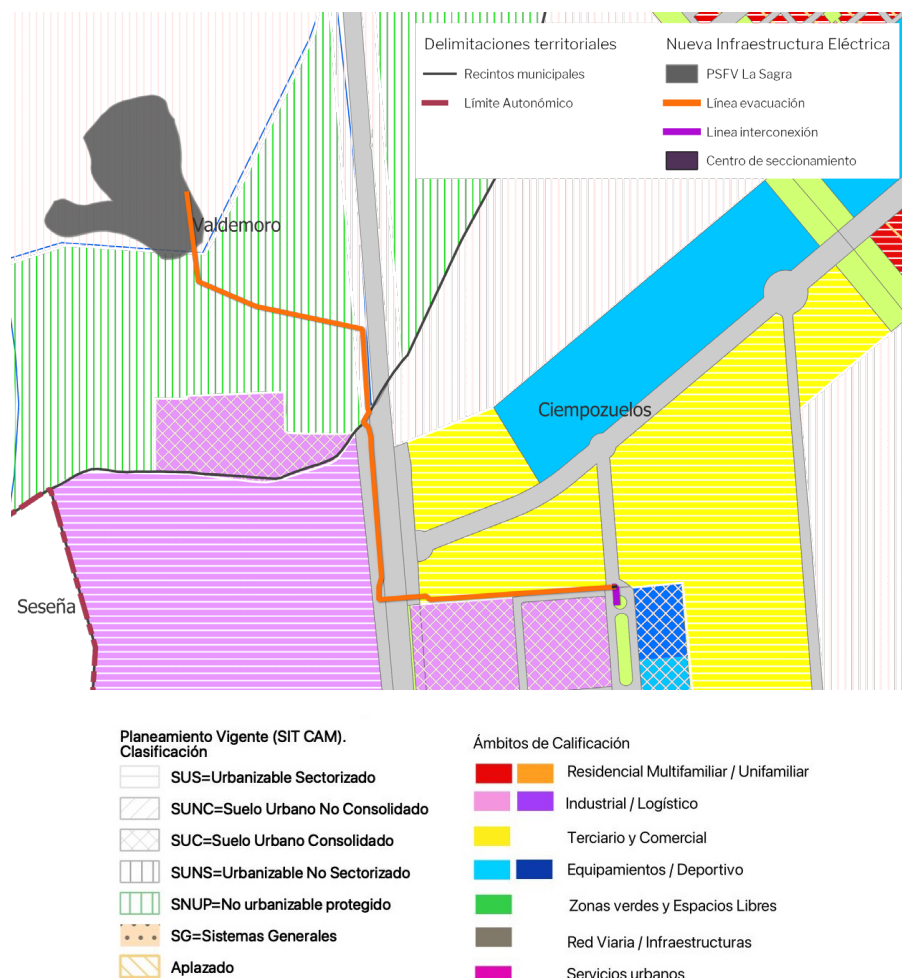 Delimitaciones territoriales
Recintos municipales
Límite Autonómico
Nueva Infraestructura Eléctrica
PSFV La Sagra
Línea evacuación
Linea interconexión
Centro de seccionamiento
Valdemoro
Ciempozuelos
Seseña
Planeamiento Vigente (SIT CAM).
Clasificación
SUS=Urbanizable Sectorizado
SUNC=Suelo Urbano No Consolidado
SUC=Suelo Urbano Consolidado
SUNS=Urbanizable No Sectorizado
SNUP=No urbanizable protegido
SG=Sistemas Generales
Aplazado
Ámbitos de Calificación
Residencial Multifamiliar / Unifamiliar
Industrial / Logístico
Terciario y Comercial
Equipamientos / Deportivo
Zonas verdes y Espacios Libres
Red Viaria / Infraestructuras
Servicios urbanos